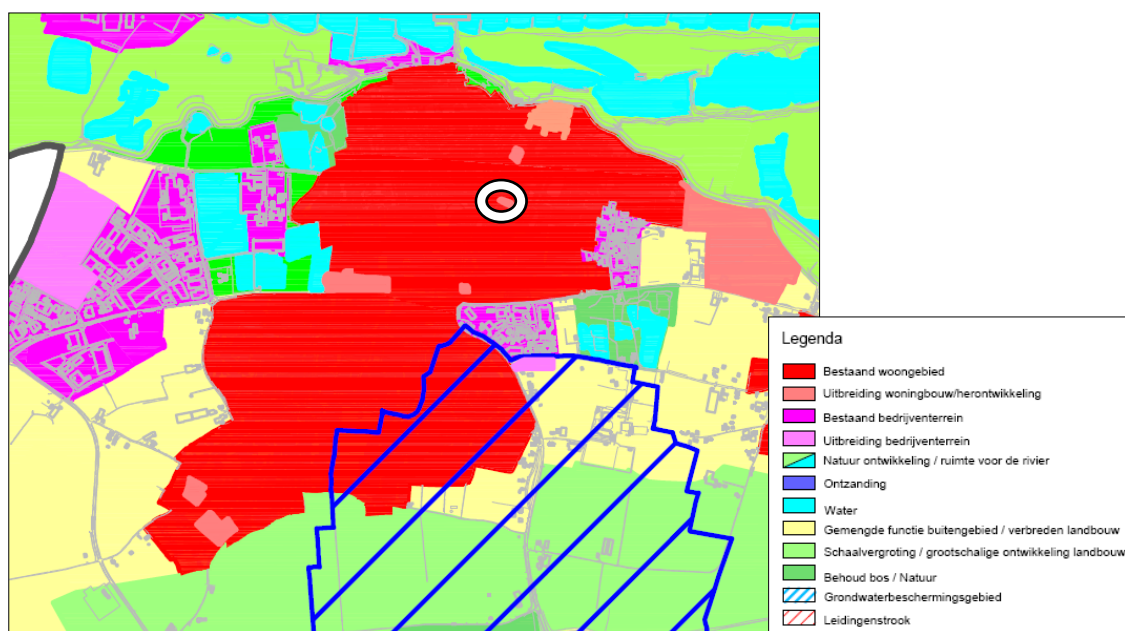 Legenda
Bestaand woongebied
Uitbreiding woningbouw/herontwikkeling
Bestaand bedrijventerrein
Uitbreiding bedrijventerrein
Natuur ontwikkeling / ruimte voor de rivier
Ontzanding
Water
Gemengde functie buitengebied / verbreden landbouw
Schaalvergroting / grootschalige ontwikkeling landbouw
Behoud bos / Natuur
Grondwaterbeschermingsgebied
Leidingenstrook